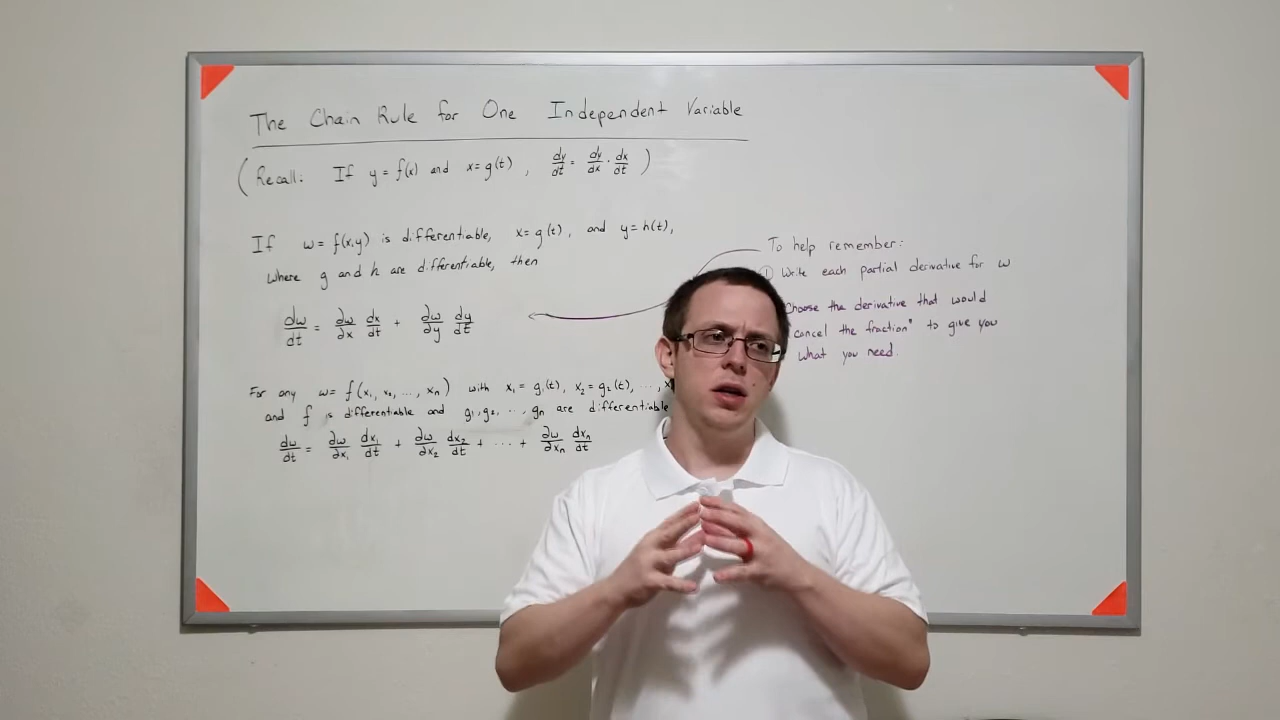 The Chain Rule for One Independent Variable
(Recall: If y = f(x) and x = g(t), dy/dt = dy/dx · dx/dt)
If w = f(x,y) is differentiable, x = g(t), and y = h(t),
where g and h are differentiable, then
dw/dt = ∂w/∂x dx/dt + ∂w/∂y dy/dt
To help remember:
① Write each partial derivative for w
Choose the derivative that would
cancel the fraction" to give you
what you need.
For any w = f(x₁, x₂, ..., xₙ) with x₁ = g₁(t), x₂ = g₂(t), ..., x
and f is differentiable and g₁, g₂, ..., gₙ are differentiable
dw/dt = ∂w/∂x₁ dx₁/dt + ∂w/∂x₂ dx₂/dt + ... + ∂w/∂xₙ dxₙ/dt